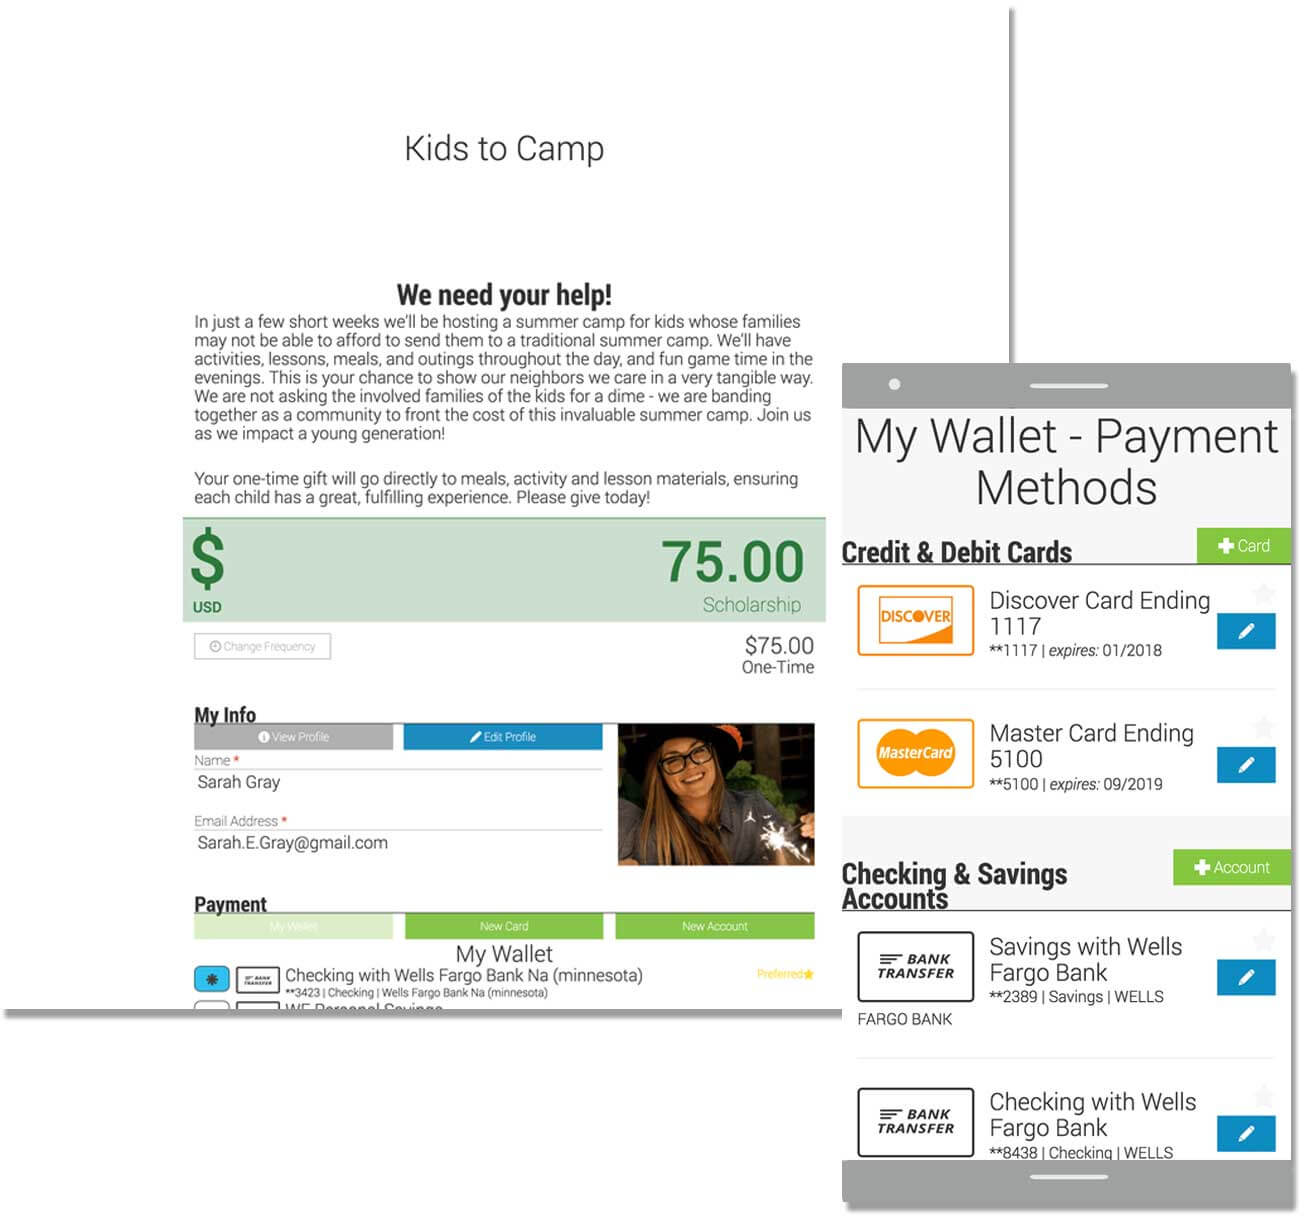 Kids to Camp
We need your help!
In just a few short weeks we'll be hosting a summer camp for kids whose families
may not be able to afford to send them to a traditional summer camp. We'll have
activities, lessons, meals, and outings throughout the day, and fun game time in the
evenings. This is your chance to show our neighbors we care in a very tangible way.
We are not asking the involved families of the kids for a dime - we are banding
together as a community to front the cost of this invaluable summer camp. Join us
as we impact a young generation!
Your one-time gift will go directly to meals, activity and lesson materials, ensuring
each child has a great, fulfilling experience. Please give today!
$ 75.00
USD Scholarship
Change Frequency $75.00
One-Time
My Info
View Profile Edit Profile
Name *
Sarah Gray
Email Address *
Sarah.E.Gray@gmail.com
Payment
My Wallet New Card New Account
My Wallet
BANK TRANSFER Checking with Wells Fargo Bank Na (minnesota) Preferred
**3423 | Checking | Wells Fargo Bank Na (minnesota)
WF Personal Savings
My Wallet - Payment
Methods
Credit & Debit Cards + Card
DISCOVER
Discover Card Ending
1117
**1117 | expires: 01/2018
MasterCard
Master Card Ending
5100
**5100 | expires: 09/2019
Checking & Savings
Accounts
+ Account
BANK
TRANSFER
Savings with Wells
Fargo Bank
**2389 | Savings | WELLS
FARGO BANK
BANK
TRANSFER
Checking with Wells
Fargo Bank
**8438 | Checking | WELLS